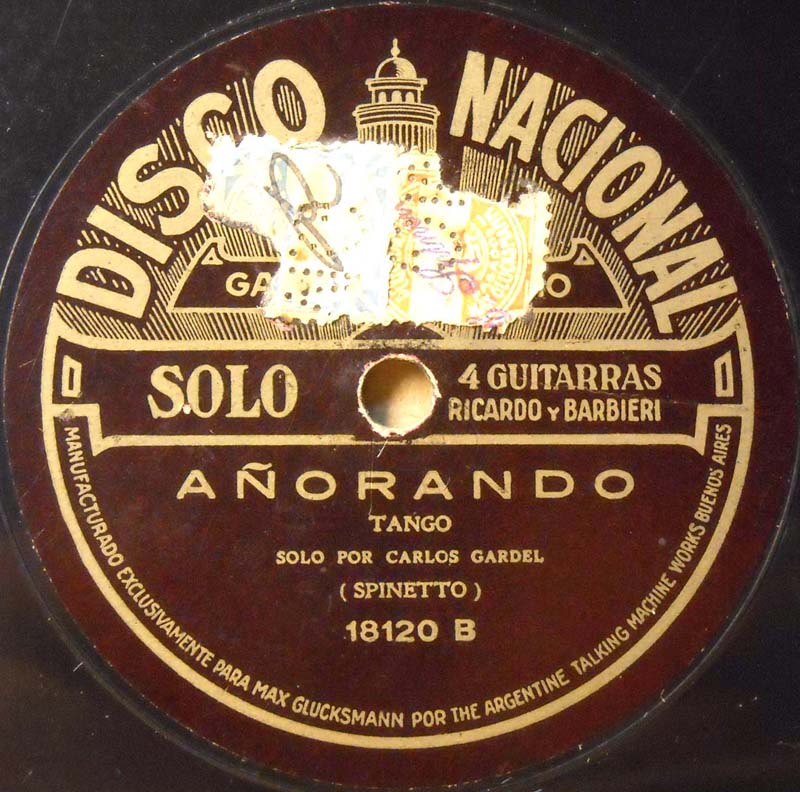 DISCO NACIONAL
SOLO
4 GUITARRAS
RICARDO Y BARBIERI
AÑORANDO
TANGO
SOLO POR CARLOS GARDEL
(SPINETTO)
18120 B
MANUFACTURADO EXCLUSIVAMENTE PARA MAX GLUCKSMANN POR THE ARGENTINE TALKING MACHINE WORKS BUENOS AIRES